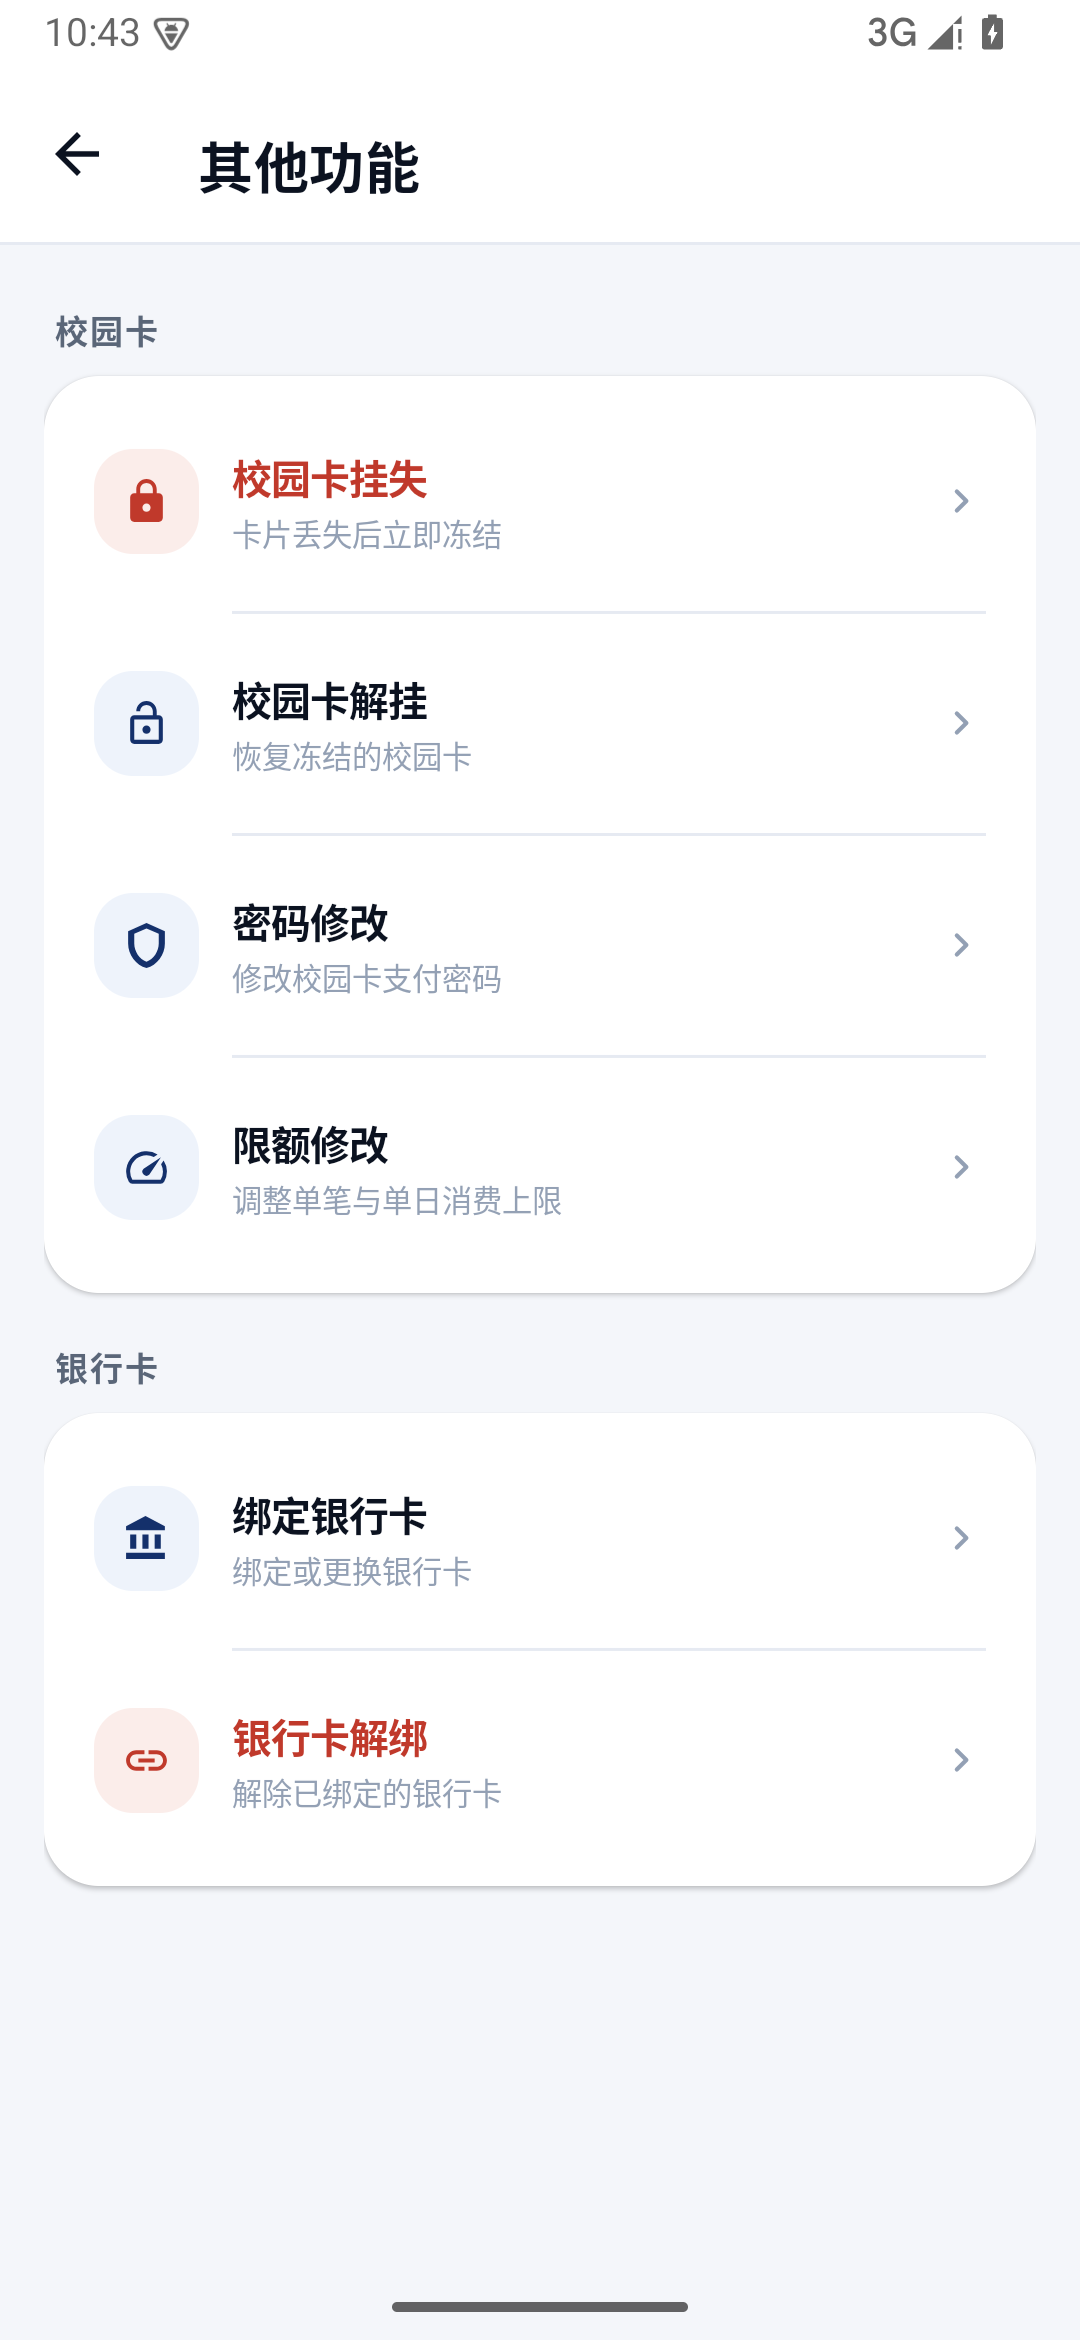 10:43
3G
其他功能
校园卡
校园卡挂失
卡片丢失后立即冻结
校园卡解挂
恢复冻结的校园卡
密码修改
修改校园卡支付密码
限额修改
调整单笔与单日消费上限
银行卡
绑定银行卡
绑定或更换银行卡
银行卡解绑
解除已绑定的银行卡